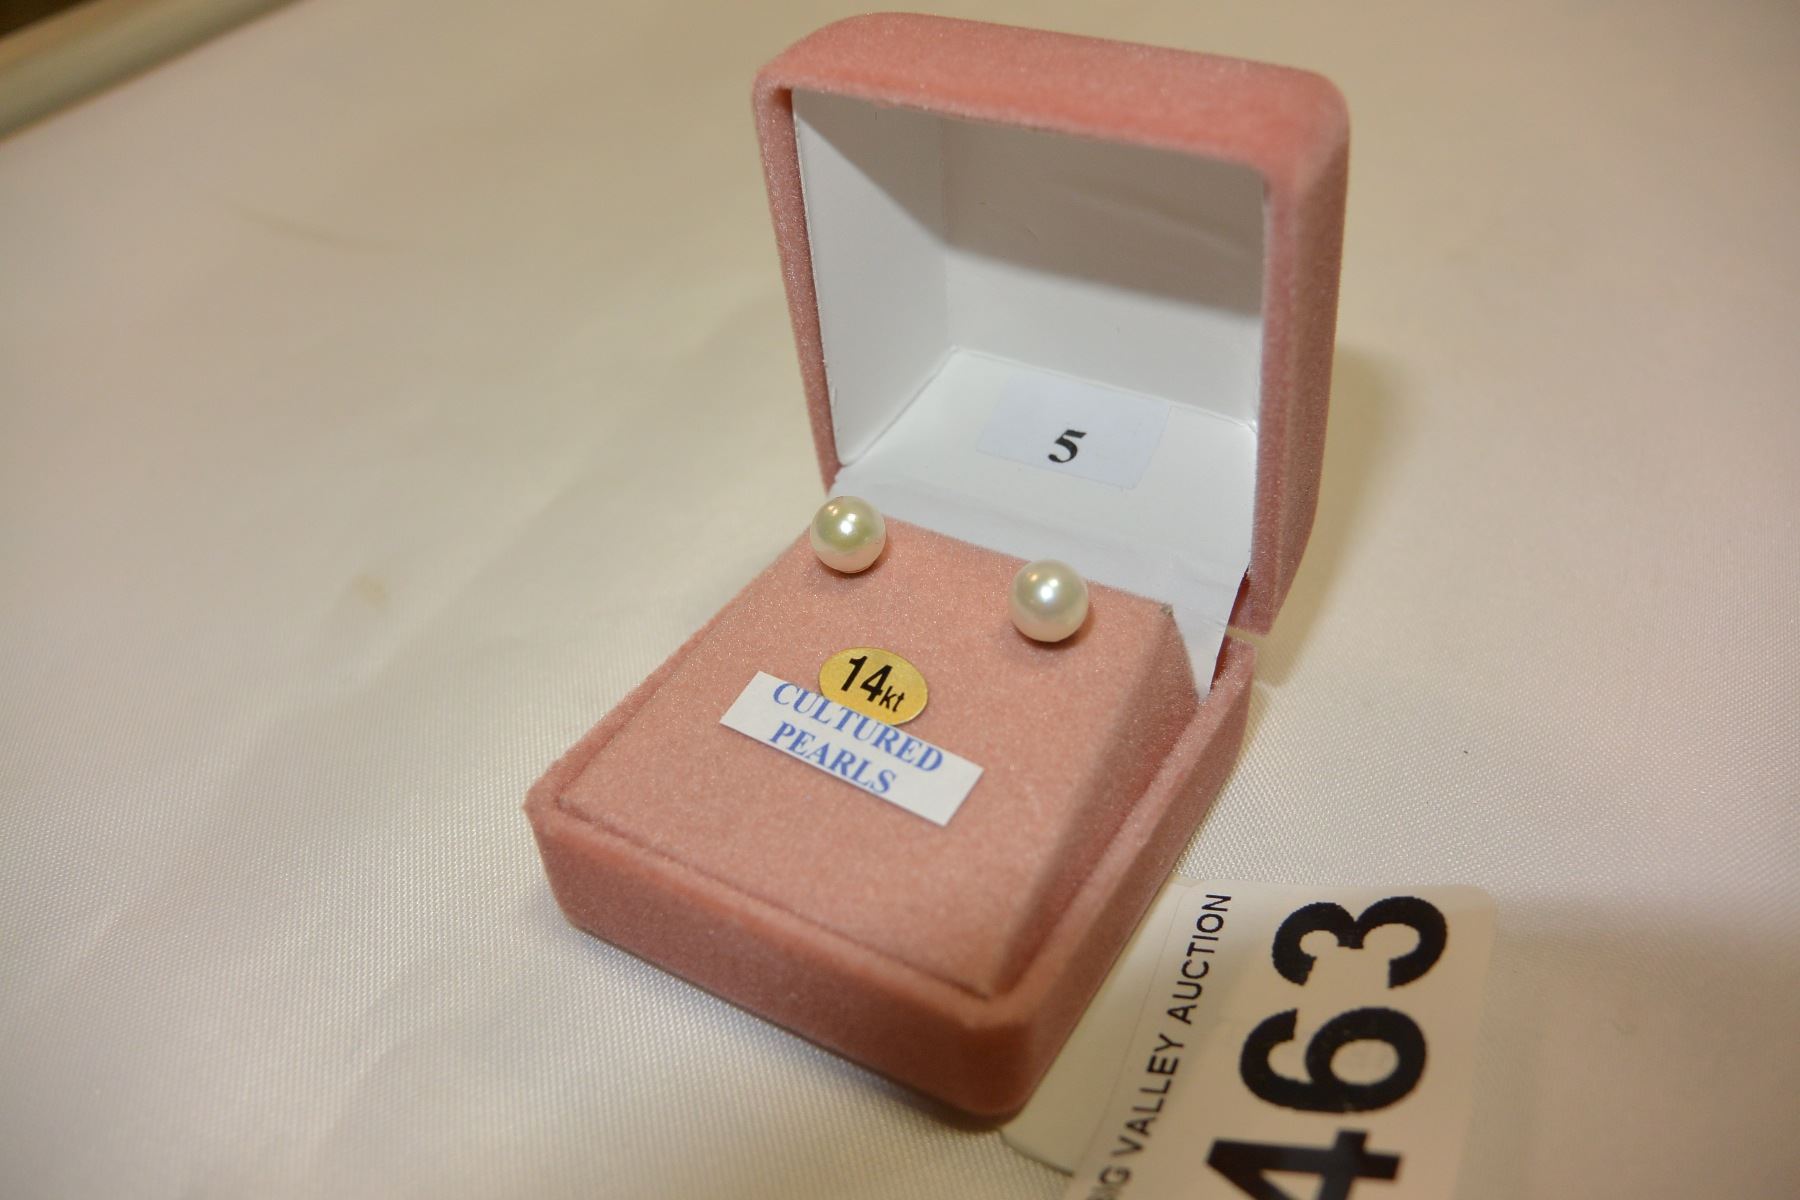 5
14kt
CULTURED
PEARLS
VALLEY AUCTION
463